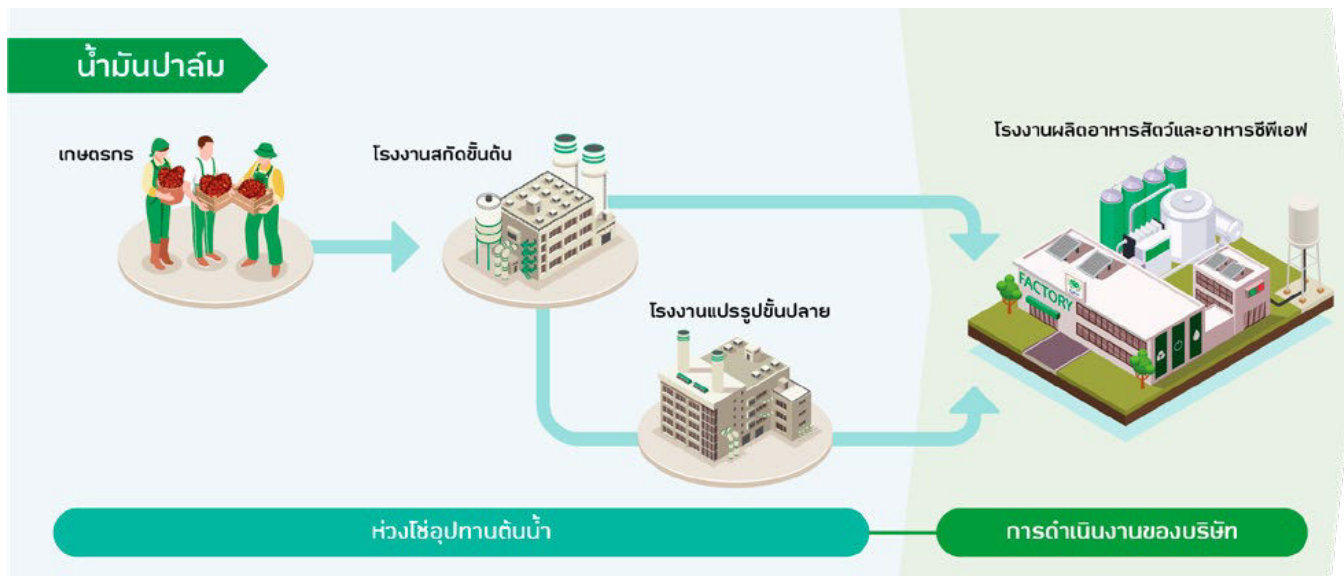 น้ำมันปาล์ม
เกษตรกร
โรงงานสกัดขั้นต้น
โรงงานแปรรูปขั้นปลาย
โรงงานผลิตอาหารสัตว์และอาหารซีพีเอฟ
FACTORY
ห่วงโซ่อุปทานต้นน้ำ
การดำเนินงานของบริษัท